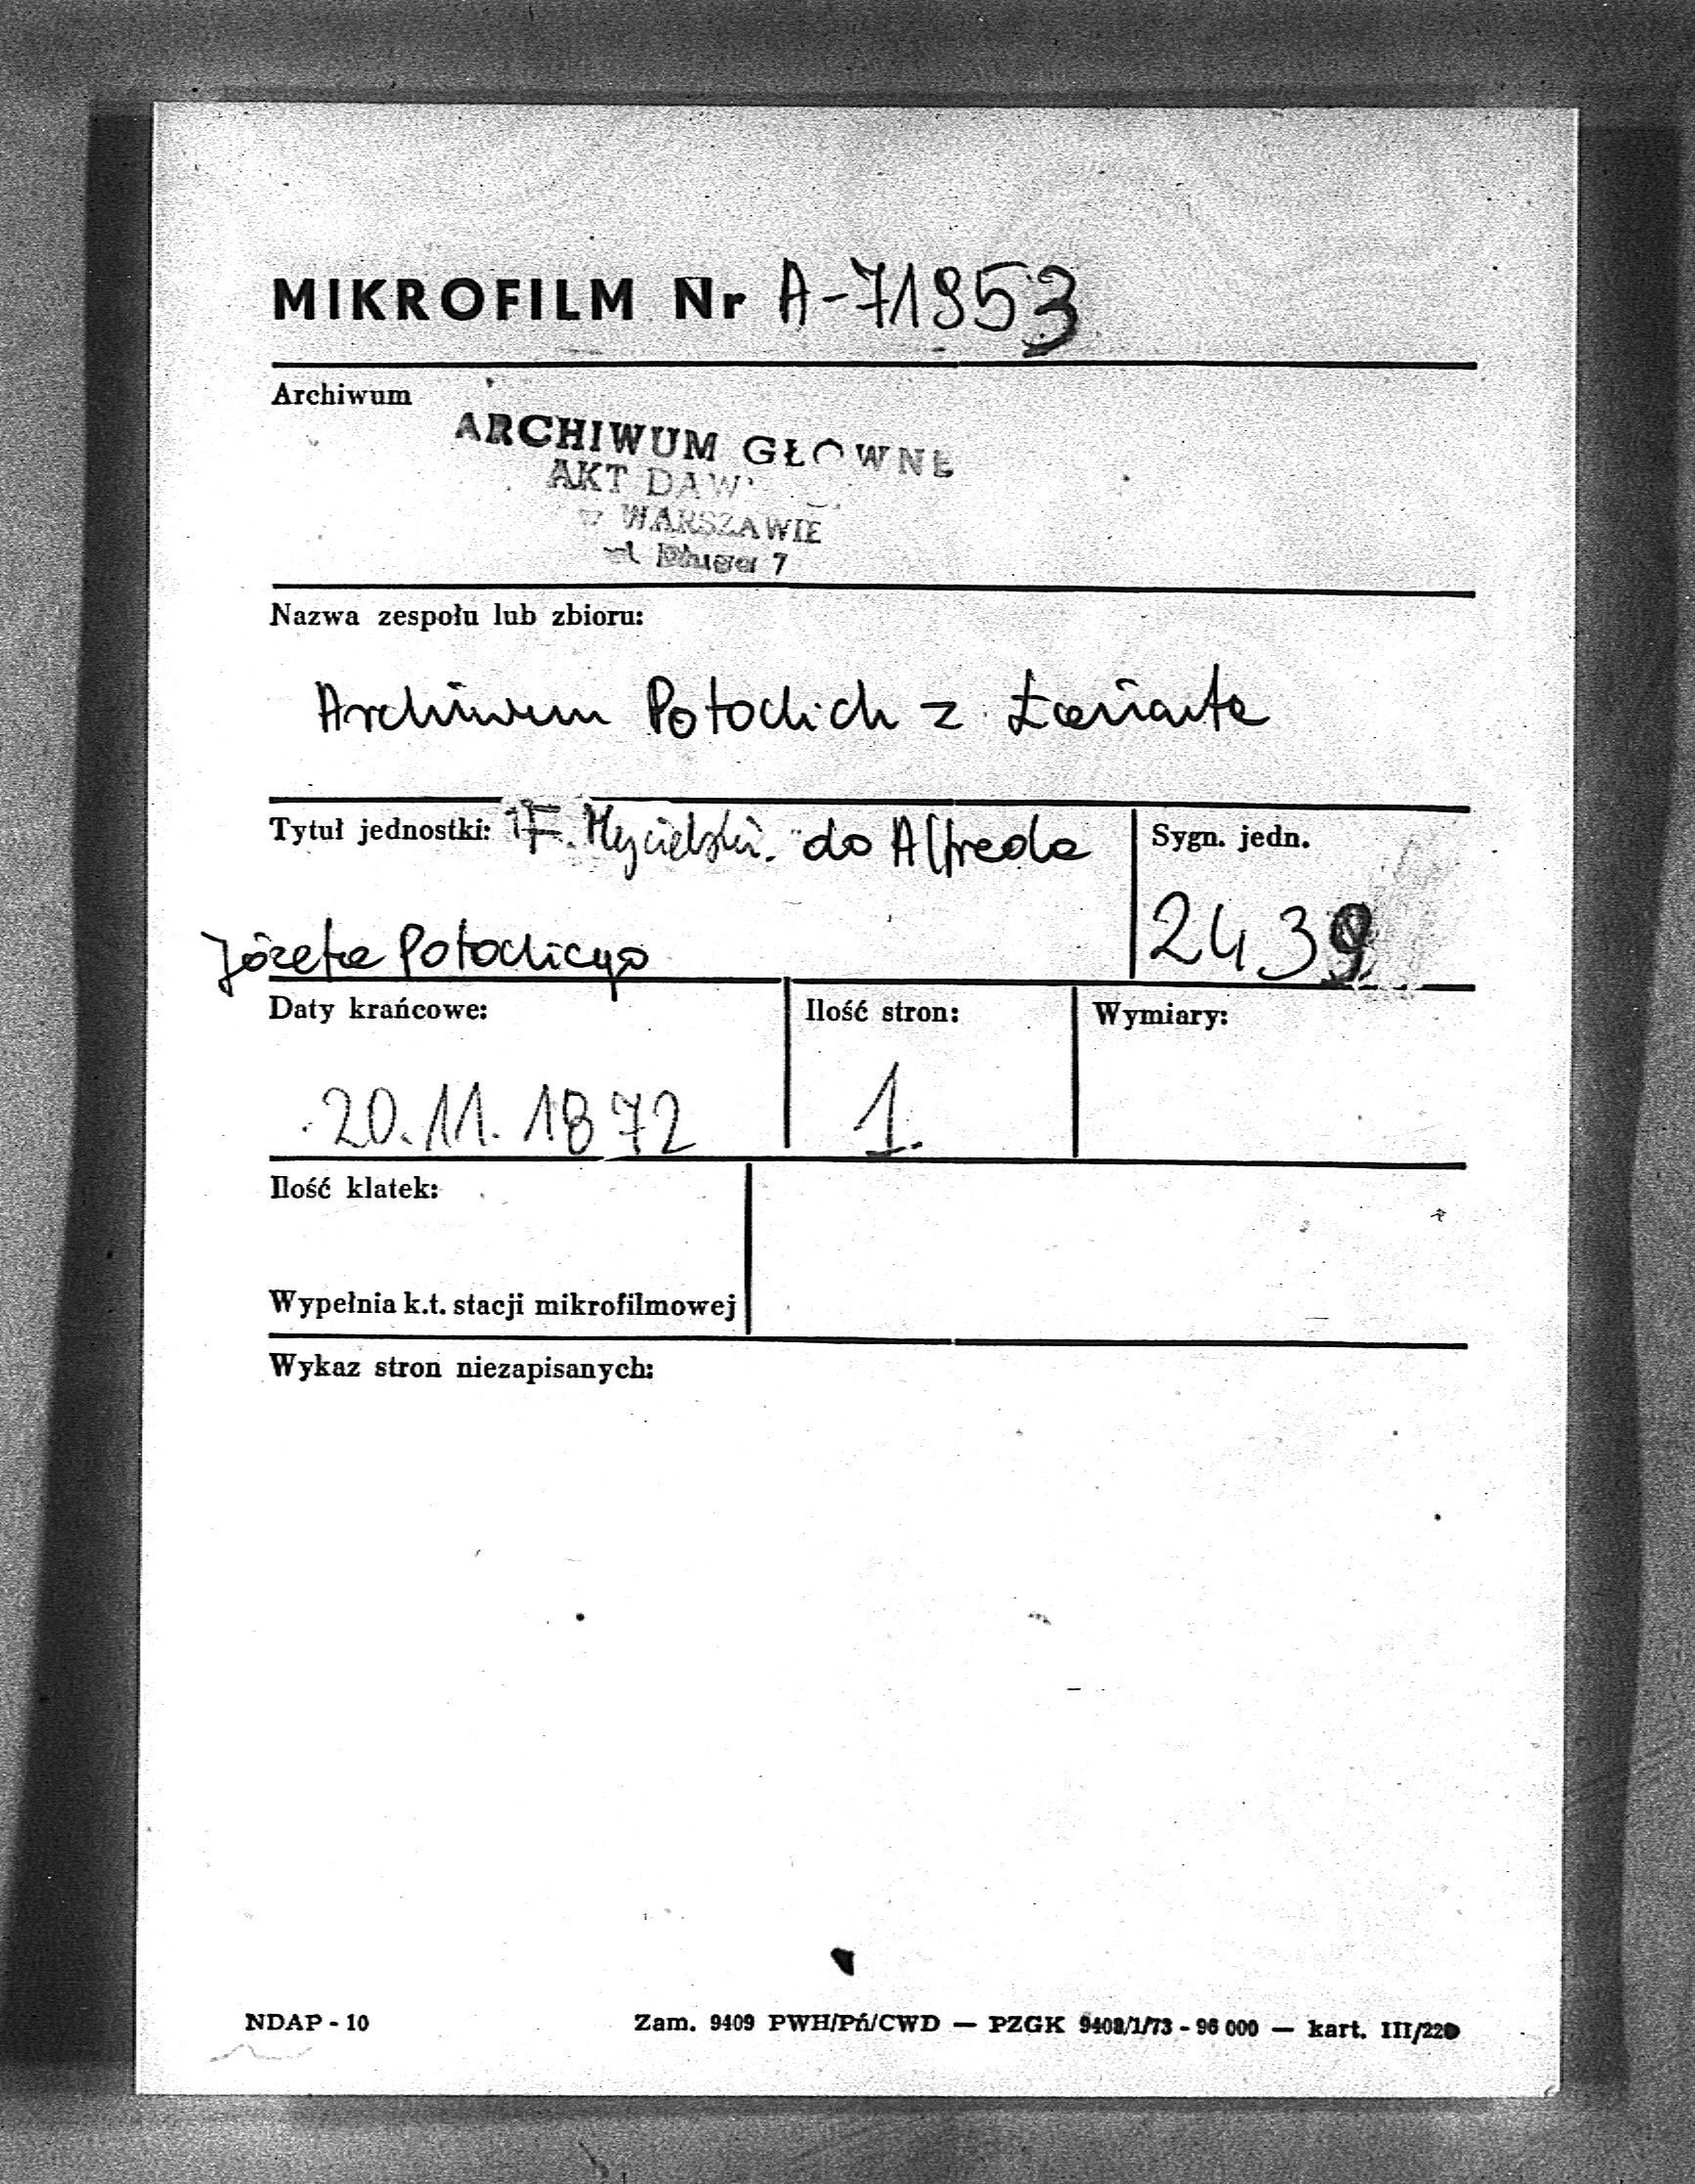 MIKROFILM Nr A-71953
Archiwum
ARCHIWUM GŁOWNE
AKT DAW
w WARSZAWIE
ul Długa 7
Nazwa zespołu lub zbioru:
Archiwum Potockich z Łańcuta
Tytuł jednostki: F. Mycielski do Alfreda
Sygn. jedn.
Józefa Potockiego
2439
Daty krańcowe:
Ilość stron:
Wymiary:
20.11.1872
1.
Ilość klatek:
Wypełnia k.t. stacji mikrofilmowej
Wykaz stron niezapisanych:
NDAP - 10
Zam. 9409 PWH/Pń/CWD — PZGK 9408/1/73 - 96 000 — kart. III/220